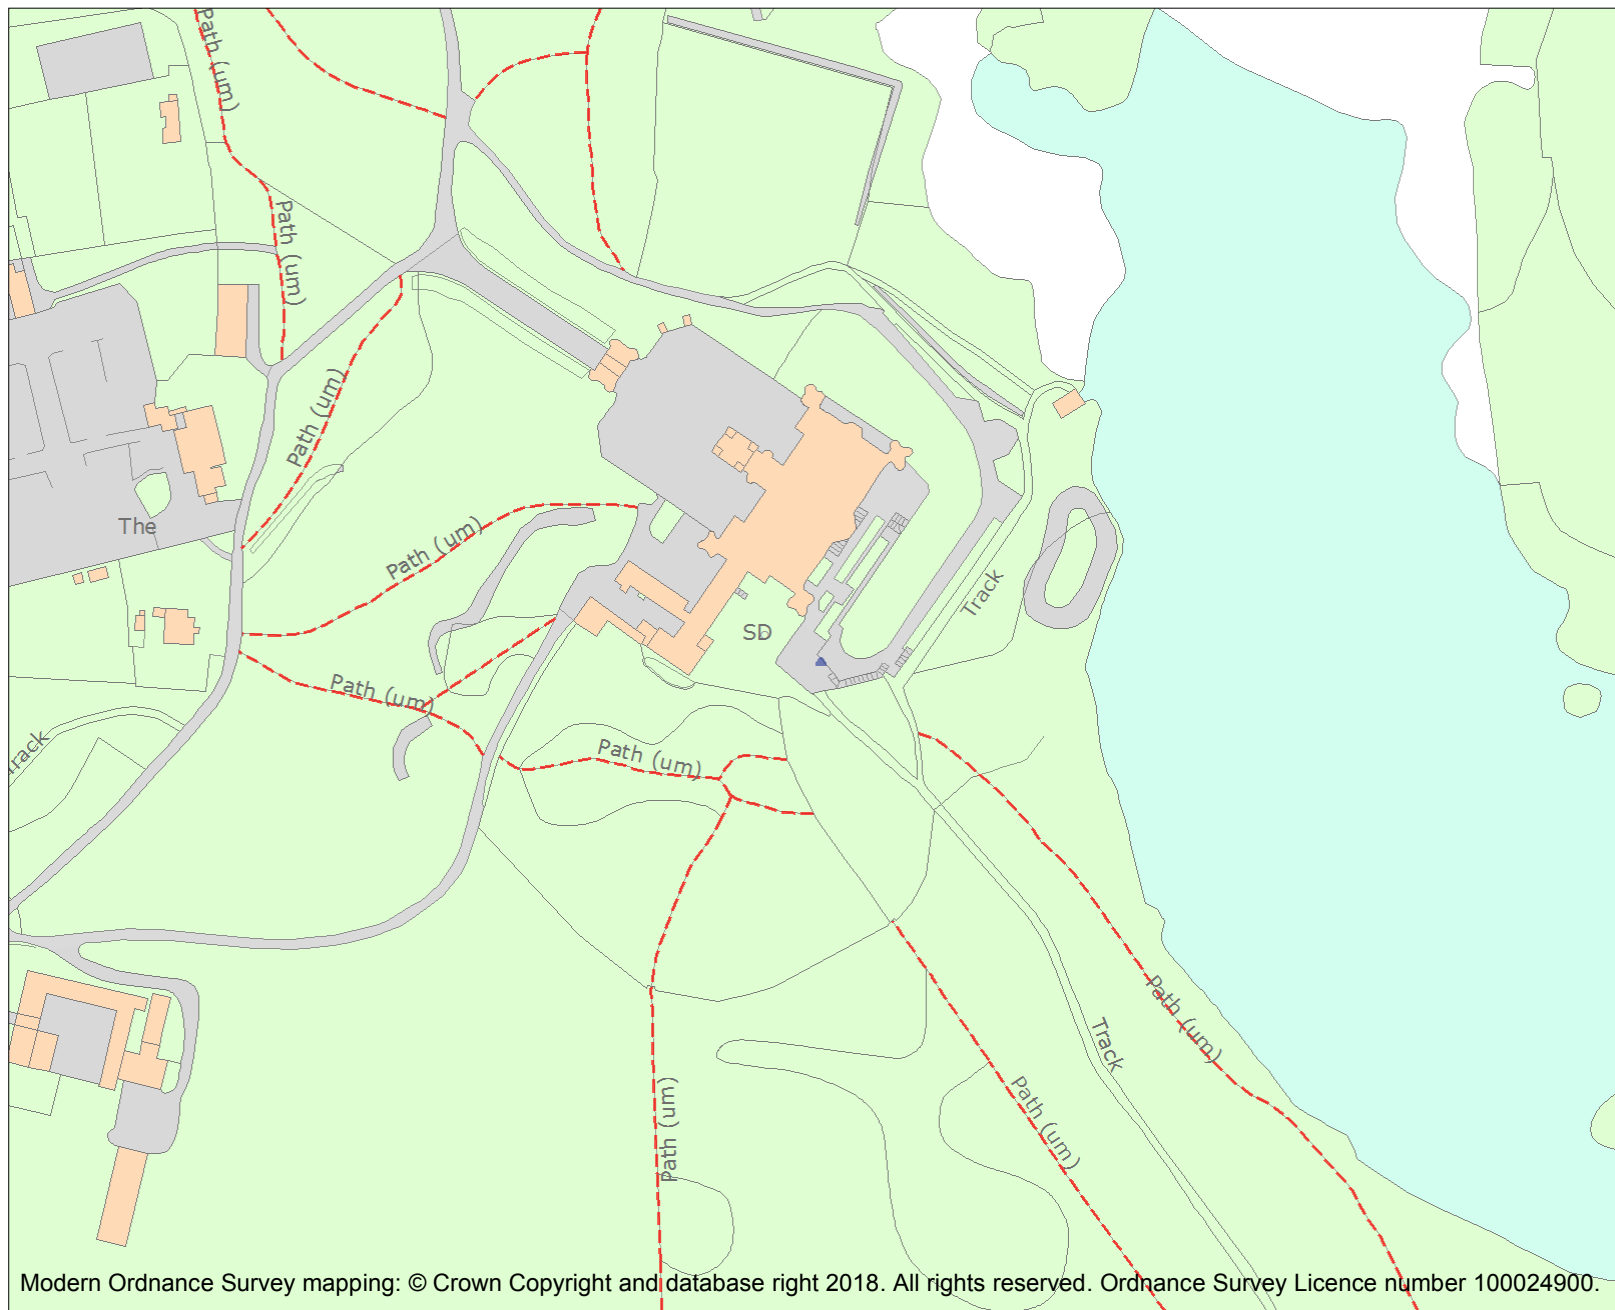 Path (um)
Path (um)
Path (um)
The
Path (um)
Track
SD
Path (um)
Track
Path (um)
Path (um)
Track
Path (um)
Path (um)
Modern Ordnance Survey mapping: © Crown Copyright and database right 2018. All rights reserved. Ordnance Survey Licence number 100024900.